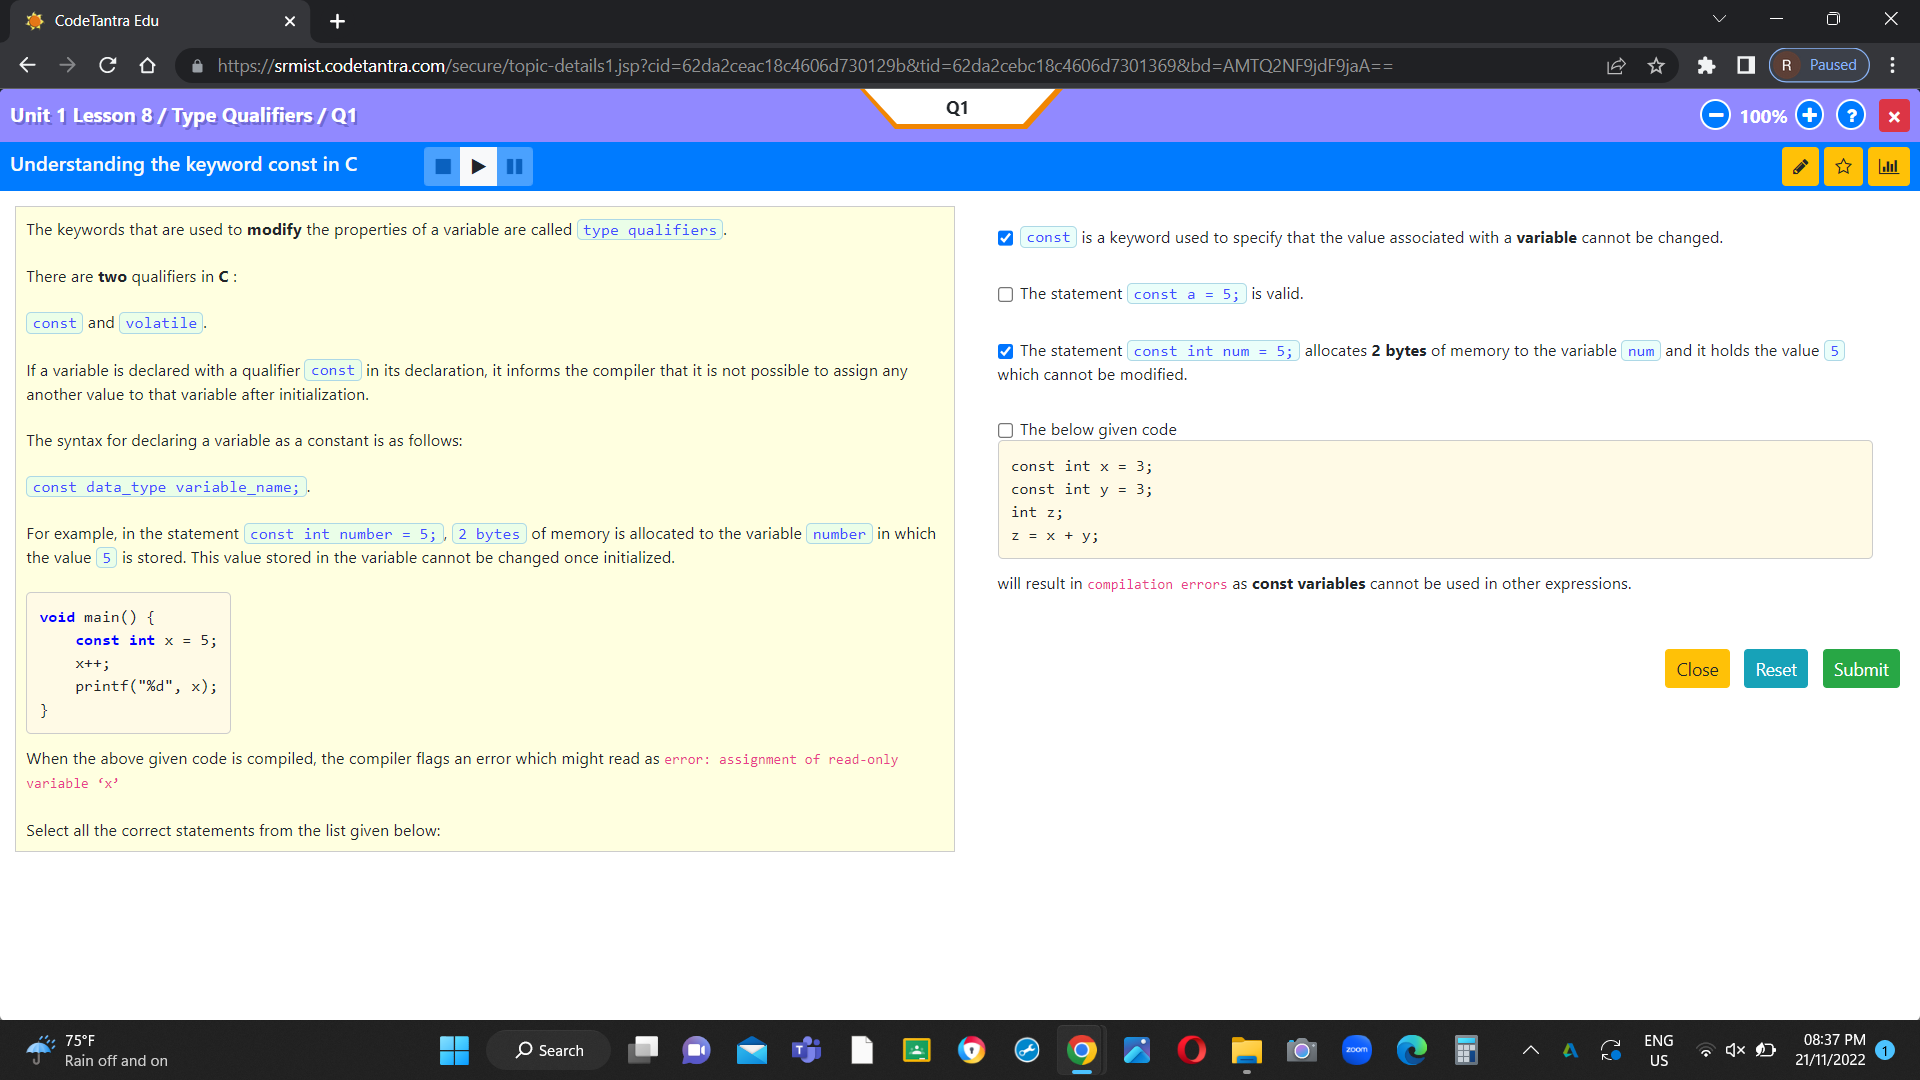 CodeTantra Edu
https://srmist.codetantra.com/secure/topic-details1.jsp?cid=62da2ceac18c4606d730129b&tid=62da2cebc18c4606d7301369&bd=AMTQ2NF9jdF9jaA==
R Paused
Unit 1 Lesson 8 / Type Qualifiers / Q1
Q1
100%
?
Understanding the keyword const in C
The keywords that are used to modify the properties of a variable are called type qualifiers.
There are two qualifiers in C :
const and volatile.
If a variable is declared with a qualifier const in its declaration, it informs the compiler that it is not possible to assign any
another value to that variable after initialization.
The syntax for declaring a variable as a constant is as follows:
const data_type variable_name;.
For example, in the statement const int number = 5;, 2 bytes of memory is allocated to the variable number in which
the value 5 is stored. This value stored in the variable cannot be changed once initialized.
void main() {
const int x = 5;
x++;
printf("%d", x);
}
When the above given code is compiled, the compiler flags an error which might read as error: assignment of read-only
variable ‘x’
Select all the correct statements from the list given below:
const is a keyword used to specify that the value associated with a variable cannot be changed.
The statement const a = 5; is valid.
The statement const int num = 5; allocates 2 bytes of memory to the variable num and it holds the value 5
which cannot be modified.
The below given code
const int x = 3;
const int y = 3;
int z;
z = x + y;
will result in compilation errors as const variables cannot be used in other expressions.
Close Reset Submit
75°F
Rain off and on
Search
zoom
ENG
US
08:37 PM
21/11/2022
1